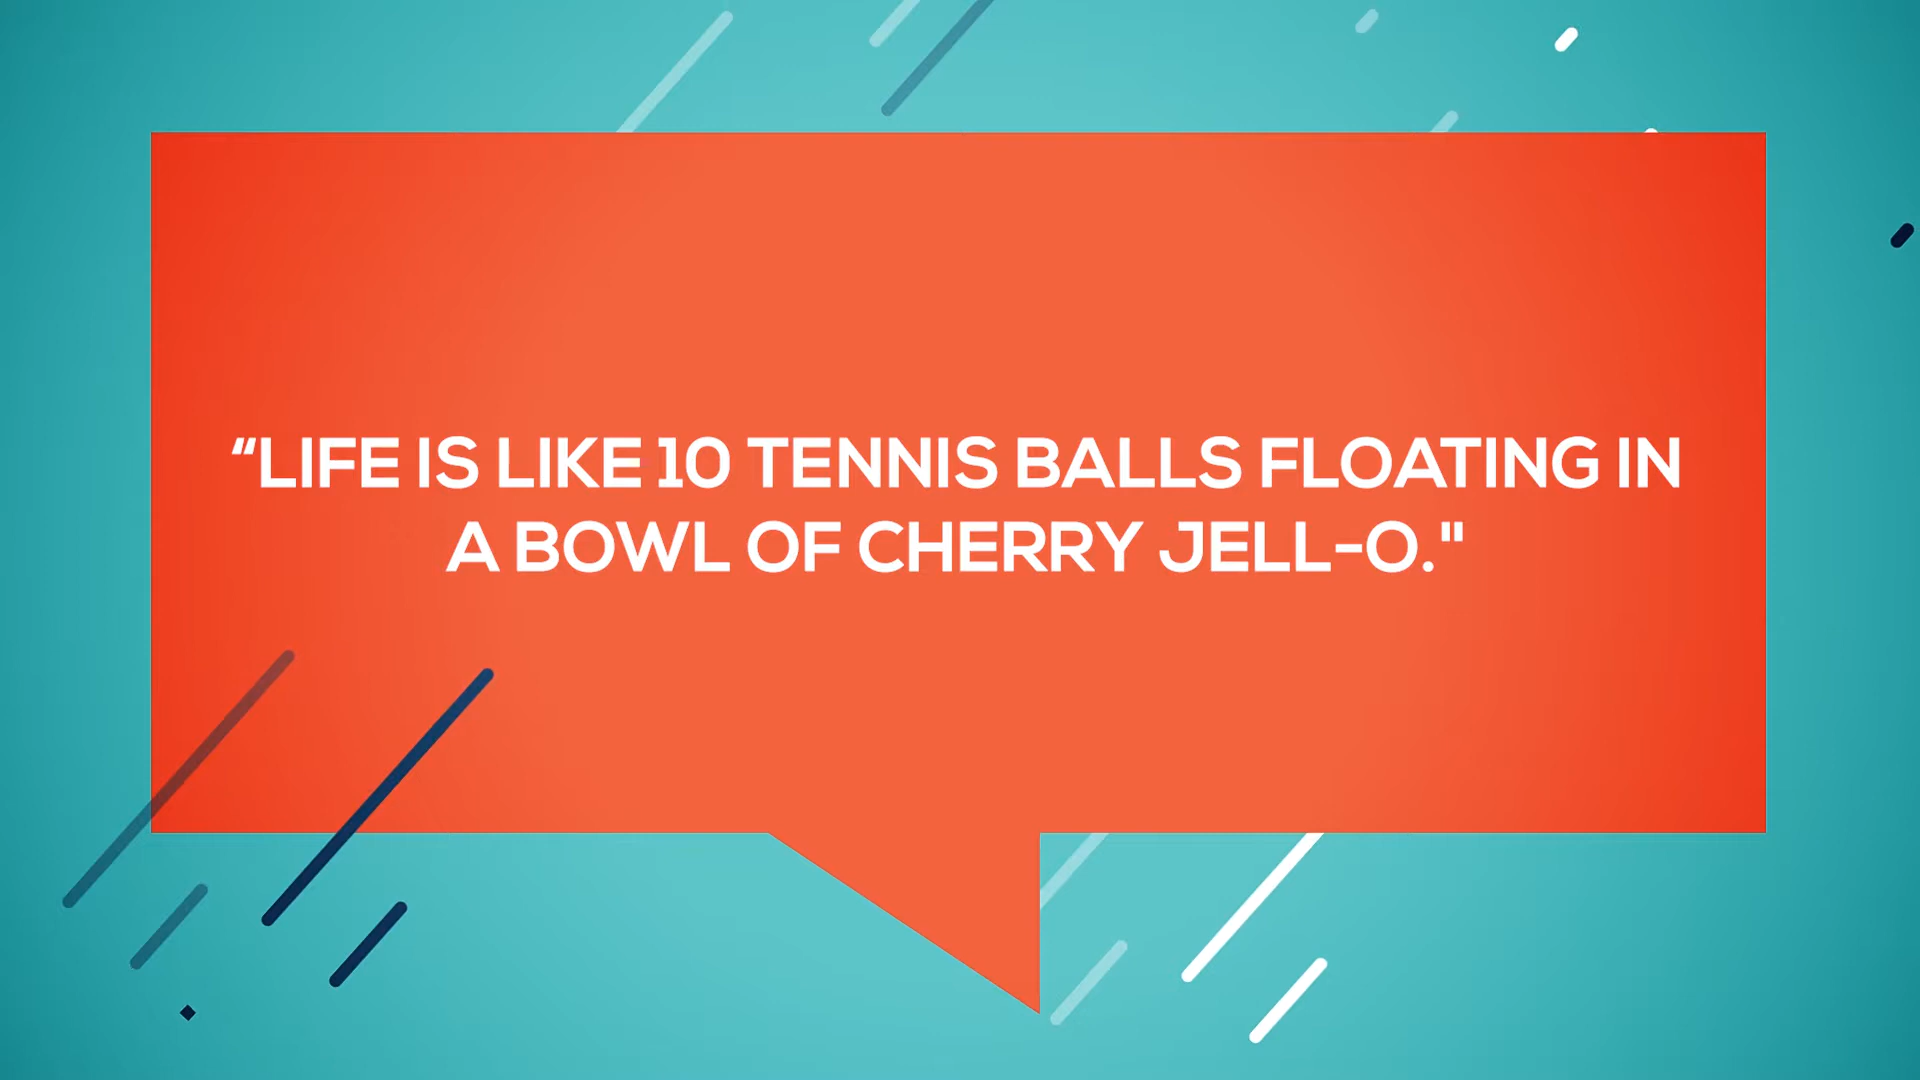 “LIFE IS LIKE 10 TENNIS BALLS FLOATING IN
A BOWL OF CHERRY JELL-O."